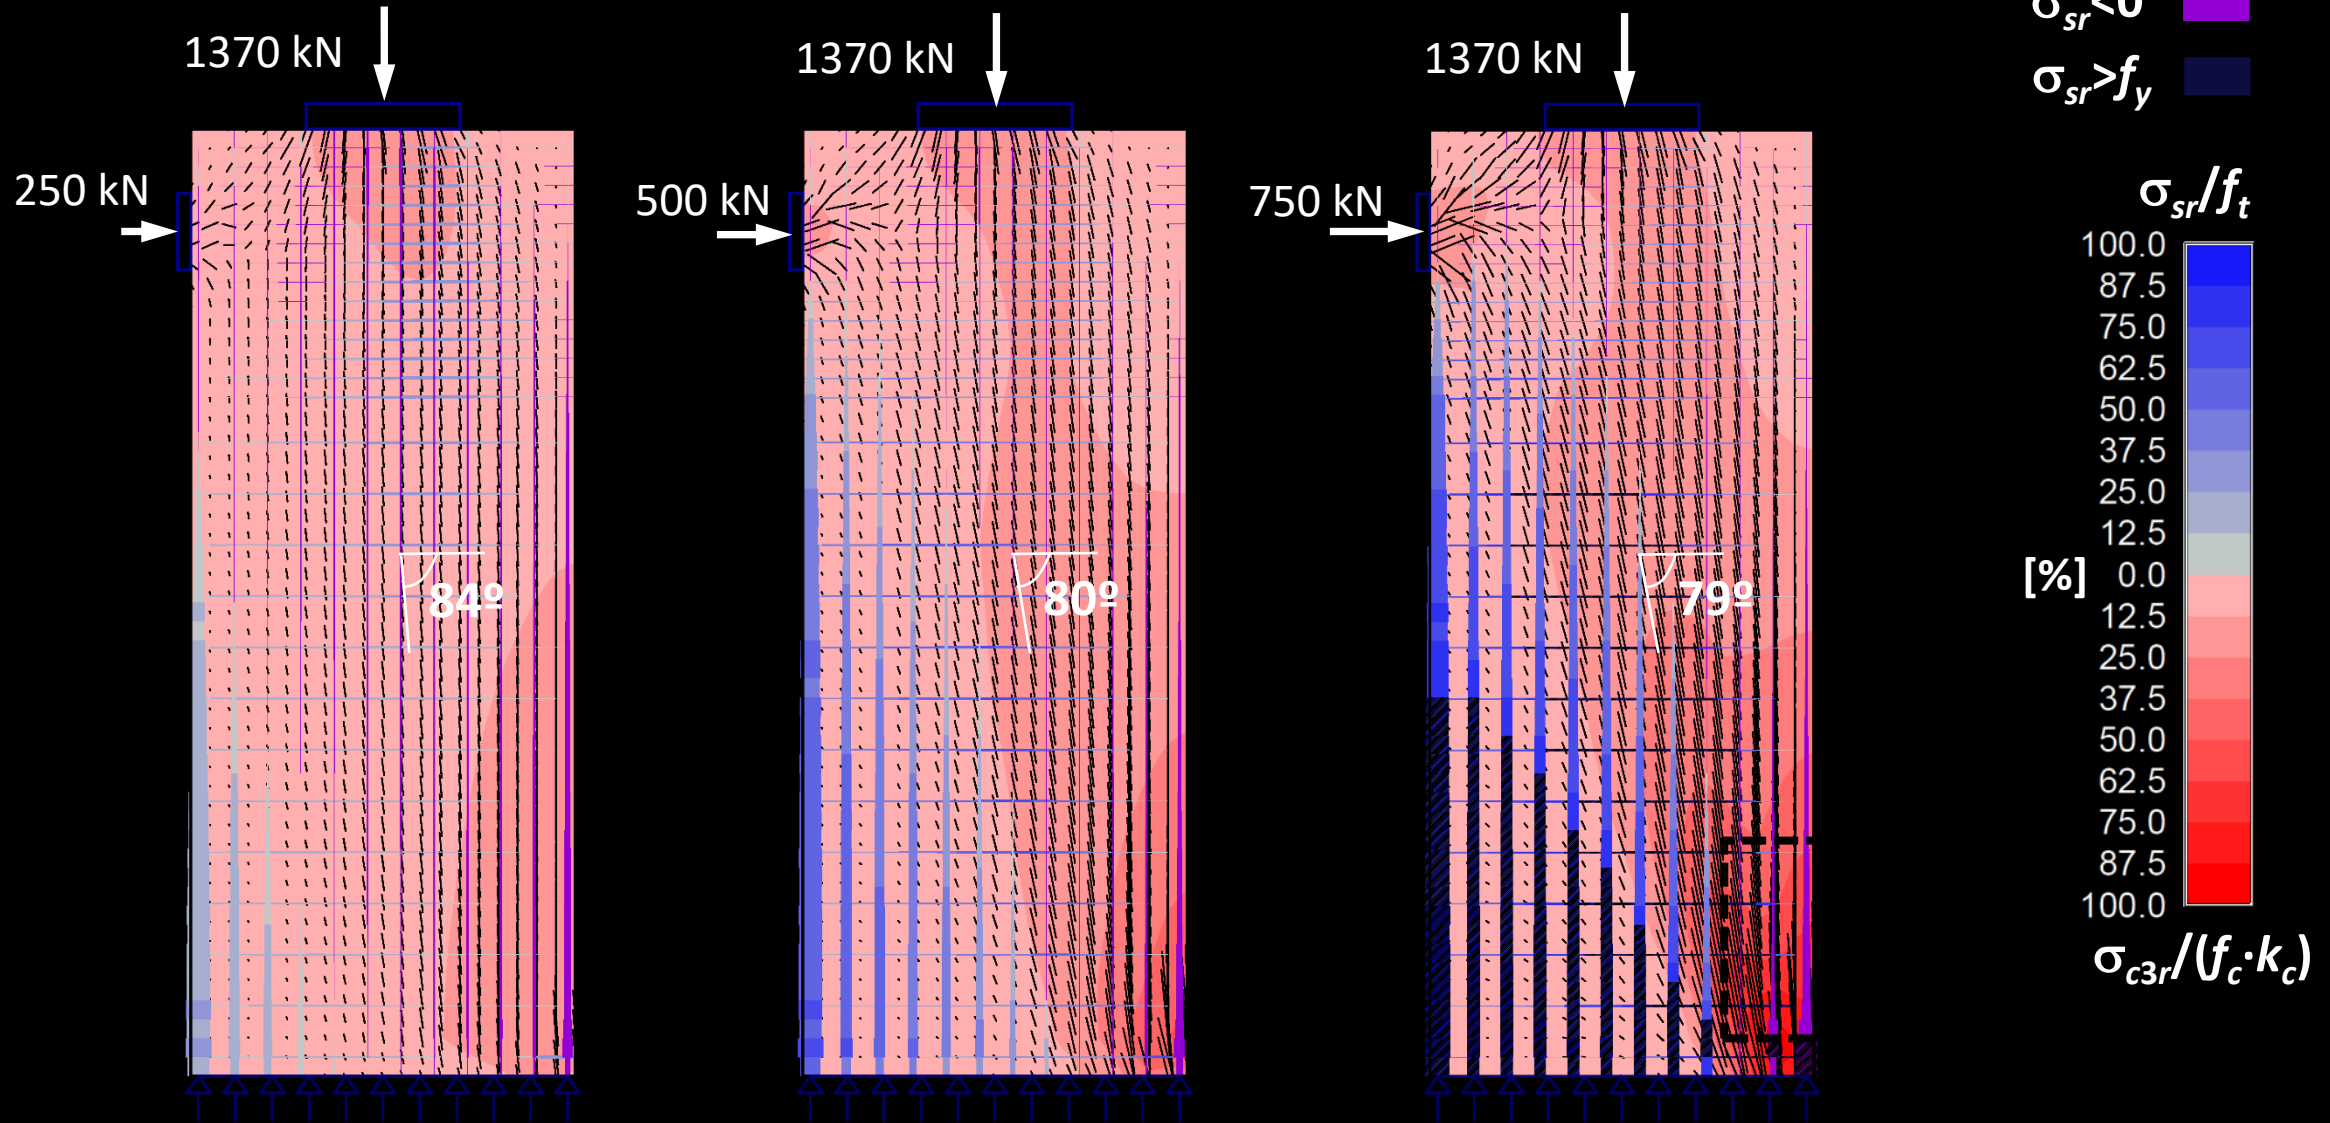 1370 kN
250 kN
84º
1370 kN
500 kN
80º
1370 kN
750 kN
79º
σsr<0
σsr>fy
σsr/ft
100.0
87.5
75.0
62.5
50.0
37.5
25.0
12.5
[%] 0.0
12.5
25.0
37.5
50.0
62.5
75.0
87.5
100.0
σc3r/(fc·kc)